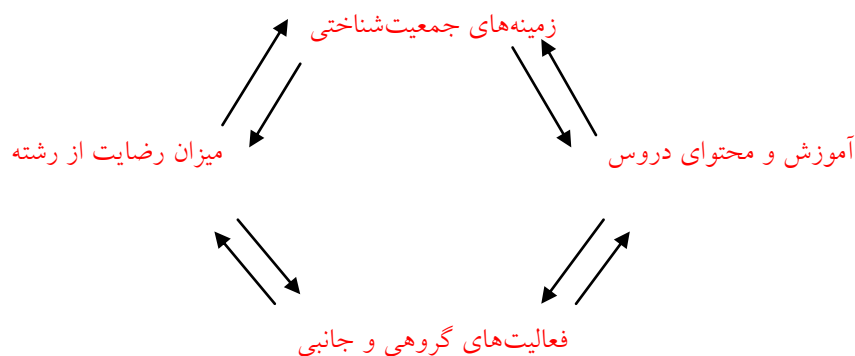 زمینه‌های جمعیت‌شناختی
آموزش و محتوای دروس
میزان رضایت از رشته
فعالیت‌های گروهی و جانبی